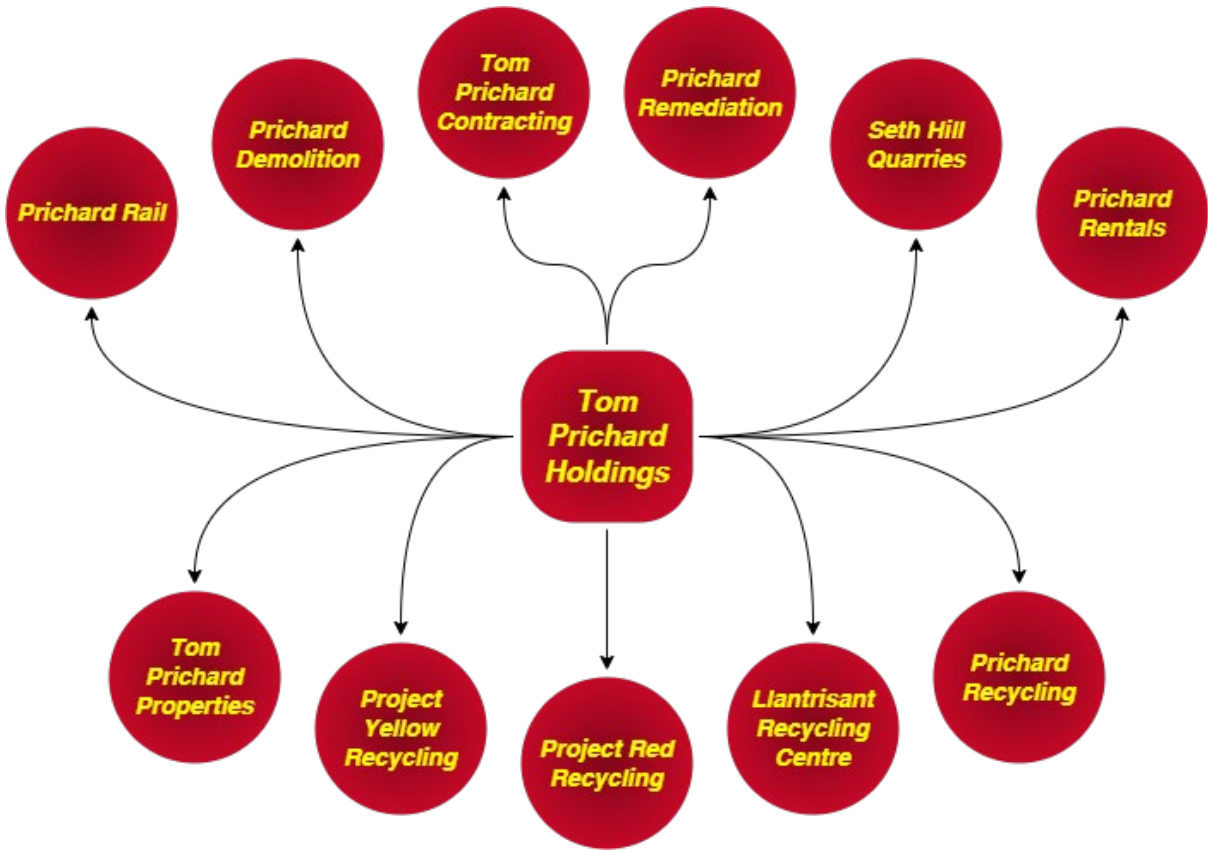 Tom
Prichard
Contracting
Prichard
Remediation
Prichard
Demolition
Seth Hill
Quarries
Prichard Rail
Prichard
Rentals
Tom
Prichard
Holdings
Tom
Prichard
Properties
Project
Yellow
Recycling
Project Red
Recycling
Llantrisant
Recycling
Centre
Prichard
Recycling